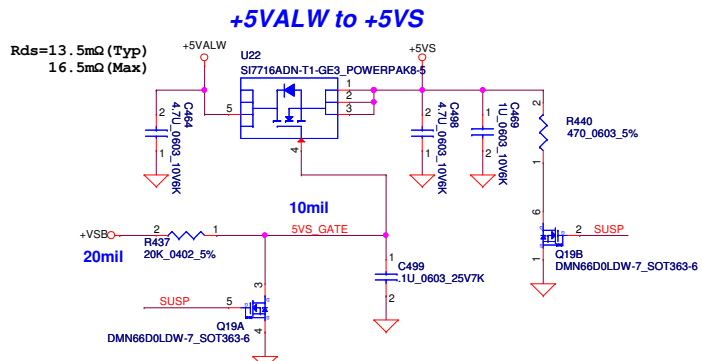 +5VALW to +5VS
Rds=13.5mΩ(Typ)
16.5mΩ(Max)
+5VALW
U22
SI7716ADN-T1-GE3_POWERPAK8-5
+5VS
5
1
2
3
4
2
C464
4.7U_0603_10V6K
1
2
C498
4.7U_0603_10V6K
1
1
C469
1U_0603_10V6K
2
2
R440
470_0603_5%
1
+VSB
20mil
2
1
R437
20K_0402_5%
10mil
5VS_GATE
1
C499
.1U_0603_25V7K
2
6
2
SUSP
1
Q19B
DMN66D0LDW-7_SOT363-6
3
SUSP
5
4
Q19A
DMN66D0LDW-7_SOT363-6